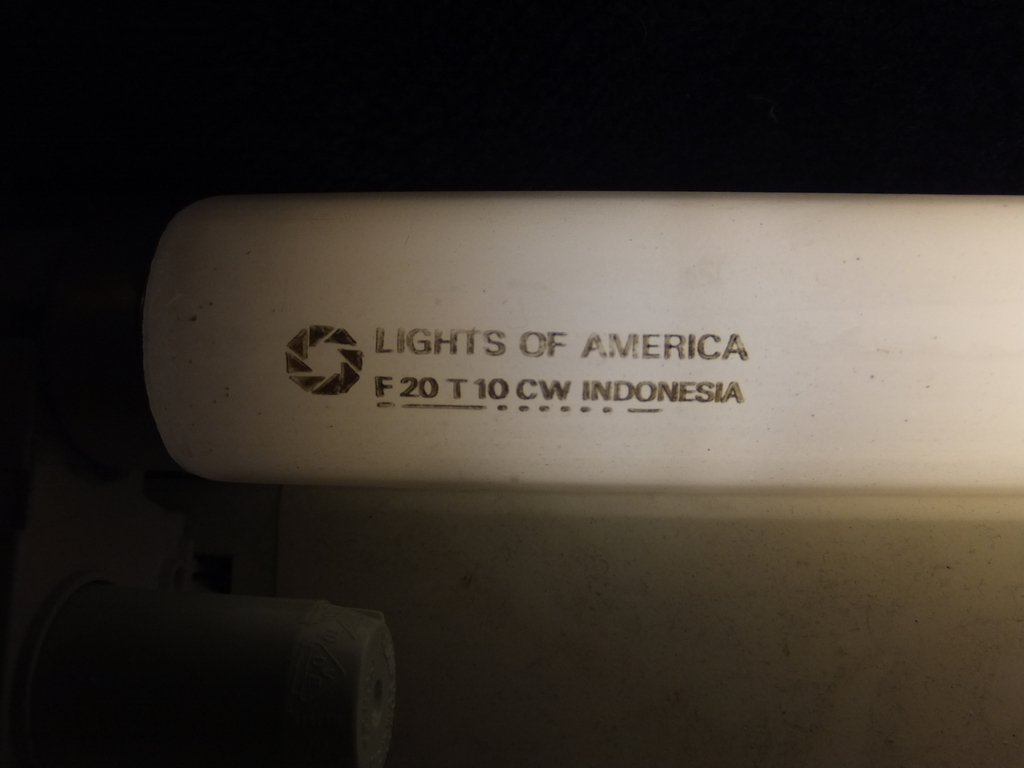 LIGHTS OF AMERICA
F 20 T 10 CW INDONESIA